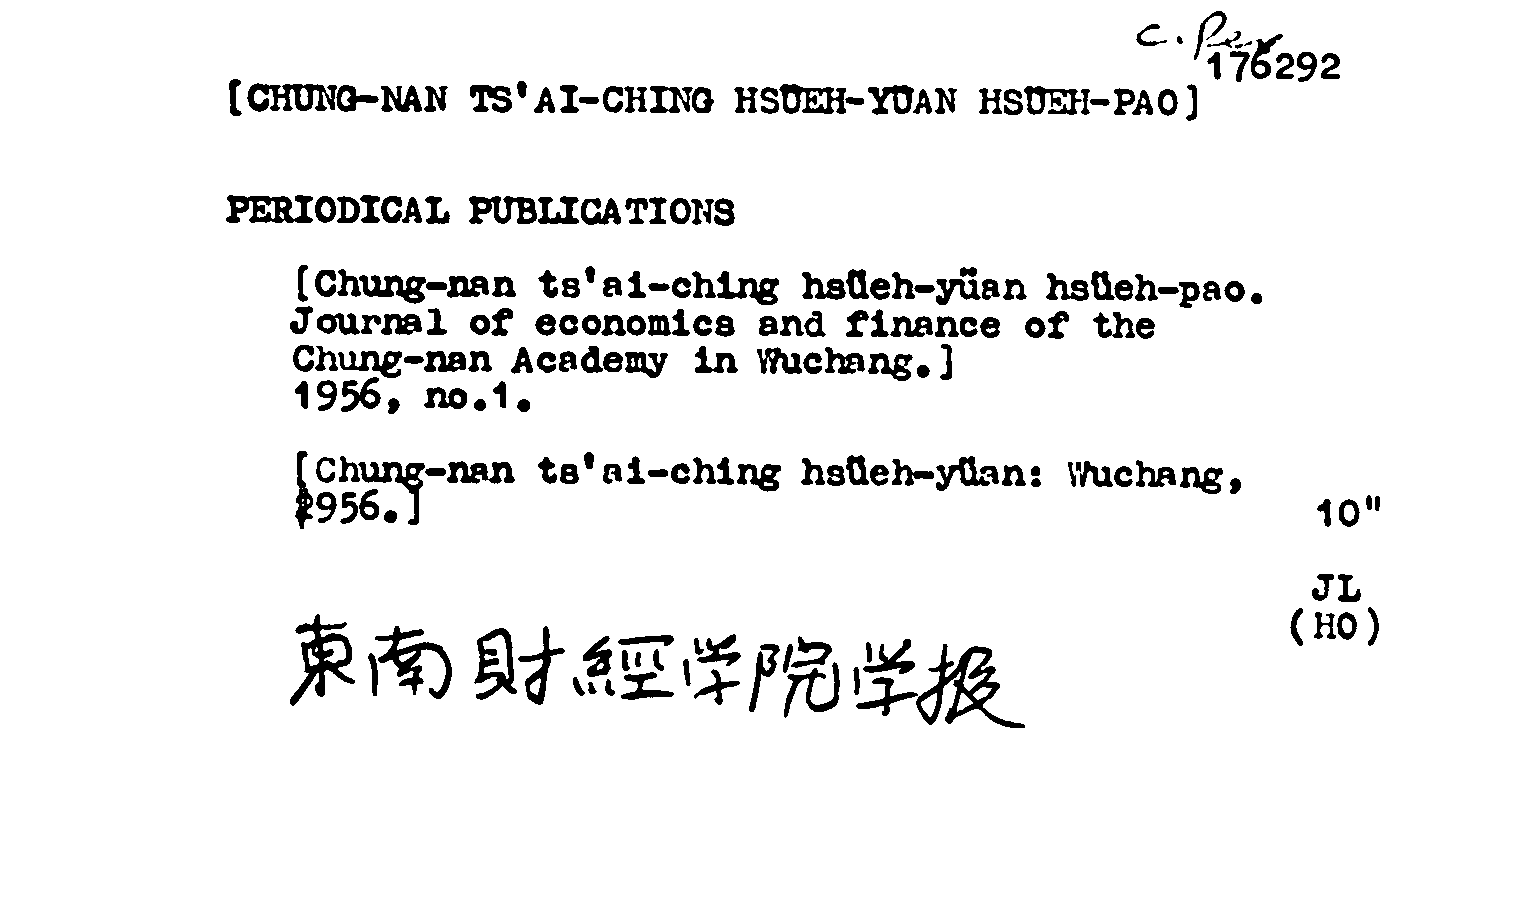 C. Per
176292
[CHUNG-NAN TS'AI-CHING HSÜEH-YÜAN HSÜEH-PAO]
PERIODICAL PUBLICATIONS
[Chung-nan ts'ai-ching hsüeh-yüan hsüeh-pao.
Journal of economics and finance of the
Chung-nan Academy in Wuchang.]
1956, no.1.
[Chung-nan ts'ai-ching hsüeh-yüan: Wuchang,
1956.]
10"
JL
(HO)
東南財經学院学报